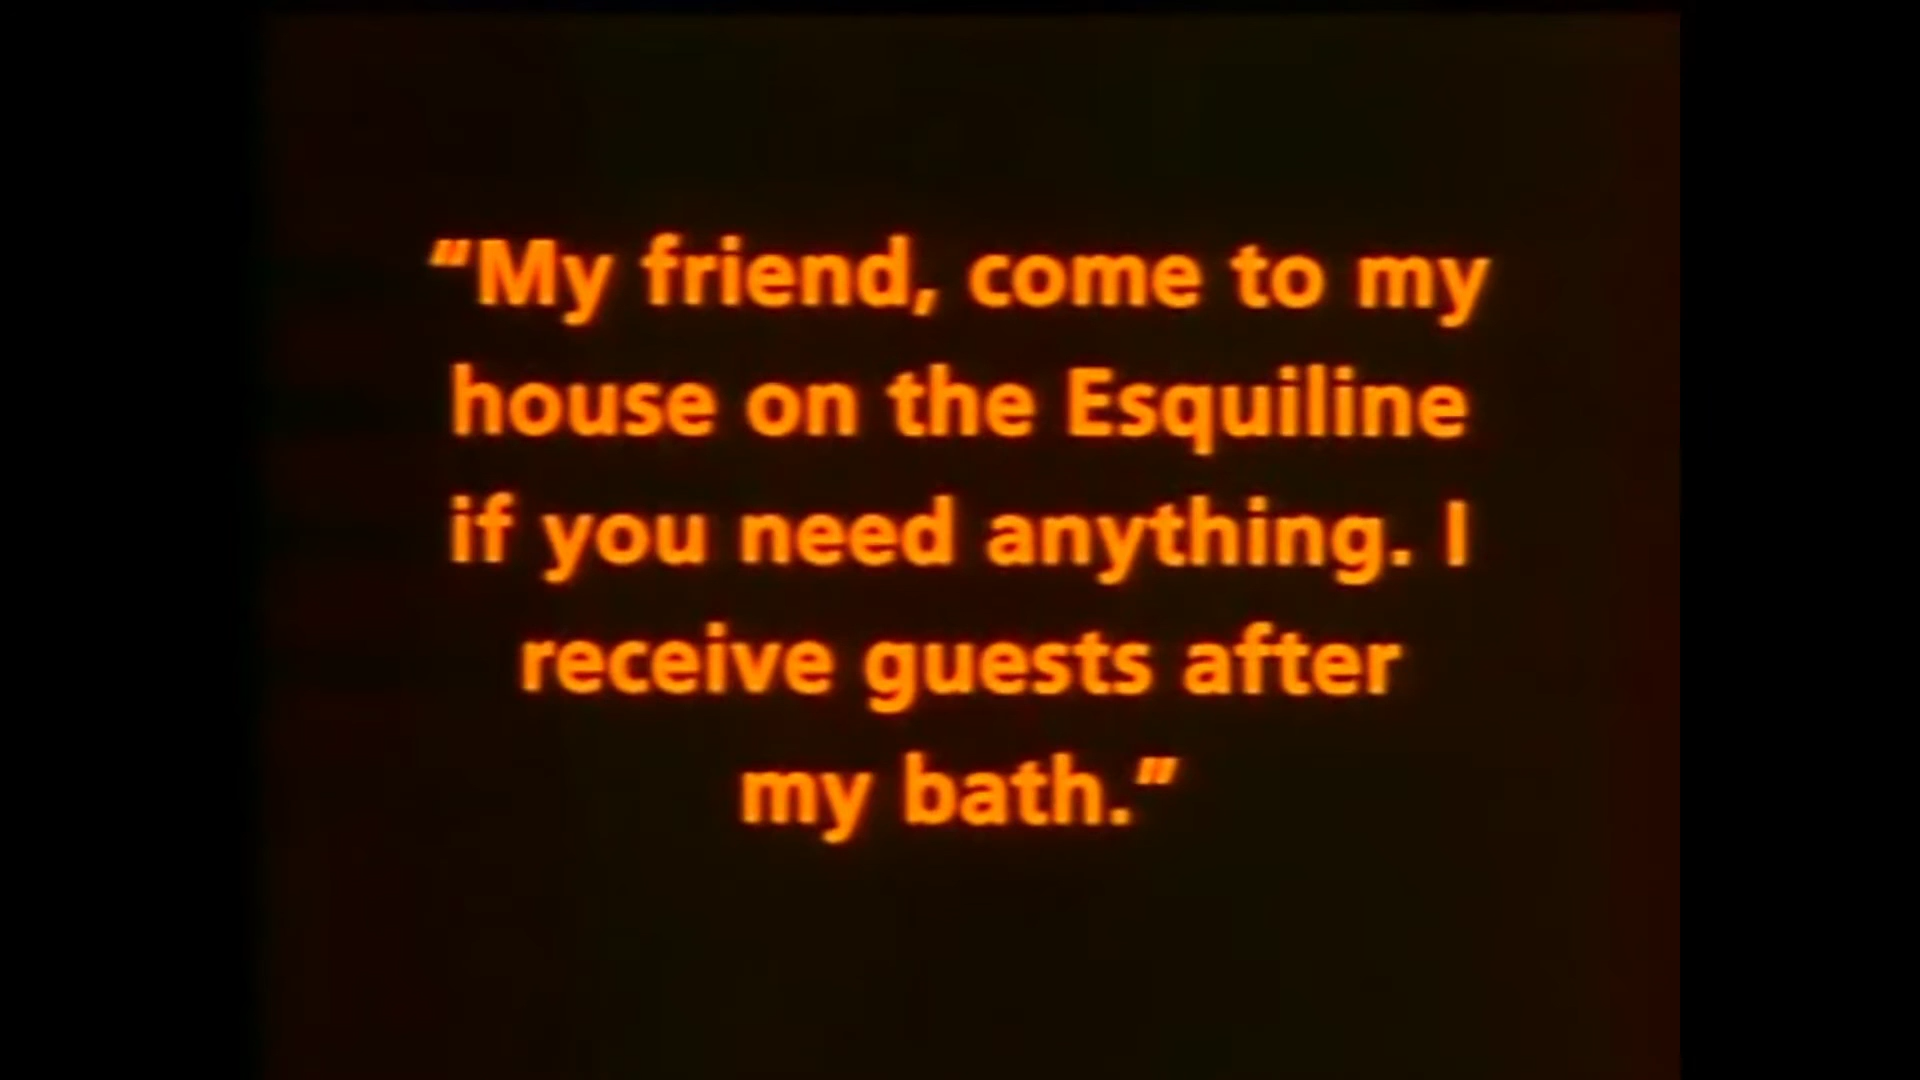 “My friend, come to my
house on the Esquiline
if you need anything. I
receive guests after
my bath.”